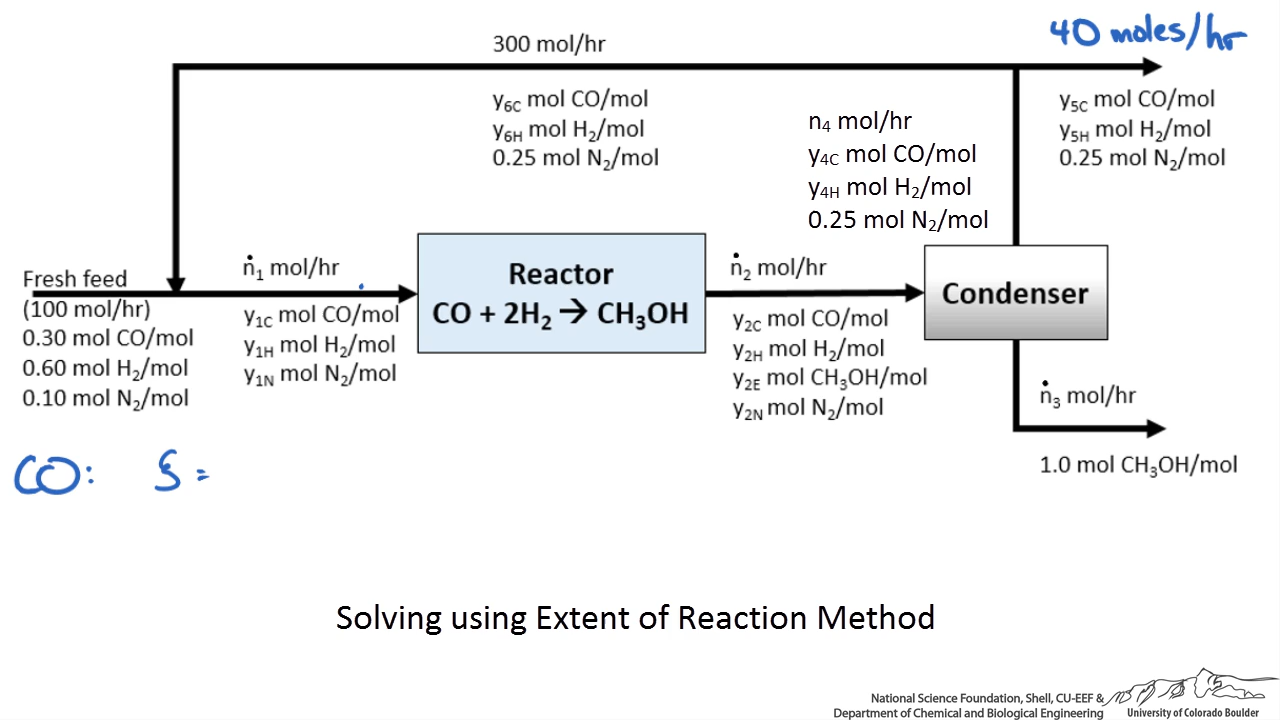 40 moles/hr
300 mol/hr
y6C mol CO/mol
y6H mol H2/mol
0.25 mol N2/mol
n4 mol/hr
y4C mol CO/mol
y4H mol H2/mol
0.25 mol N2/mol
y5C mol CO/mol
y5H mol H2/mol
0.25 mol N2/mol
Fresh feed
(100 mol/hr)
0.30 mol CO/mol
0.60 mol H2/mol
0.10 mol N2/mol
ṅ1 mol/hr
y1C mol CO/mol
y1H mol H2/mol
y1N mol N2/mol
Reactor
CO + 2H2 → CH3OH
ṅ2 mol/hr
y2C mol CO/mol
y2H mol H2/mol
y2E mol CH3OH/mol
y2N mol N2/mol
Condenser
ṅ3 mol/hr
1.0 mol CH3OH/mol
CO: ξ =
Solving using Extent of Reaction Method
National Science Foundation, Shell, CU-EEF &
Department of Chemical and Biological Engineering
University of Colorado Boulder